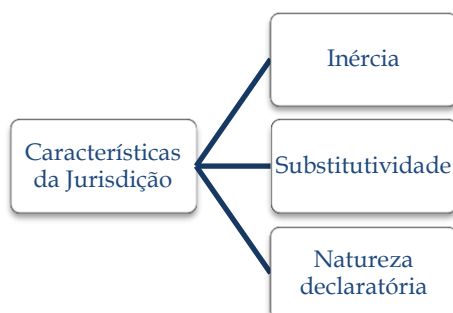 Características
da Jurisdição
Inércia
Substitutividade
Natureza
declaratória